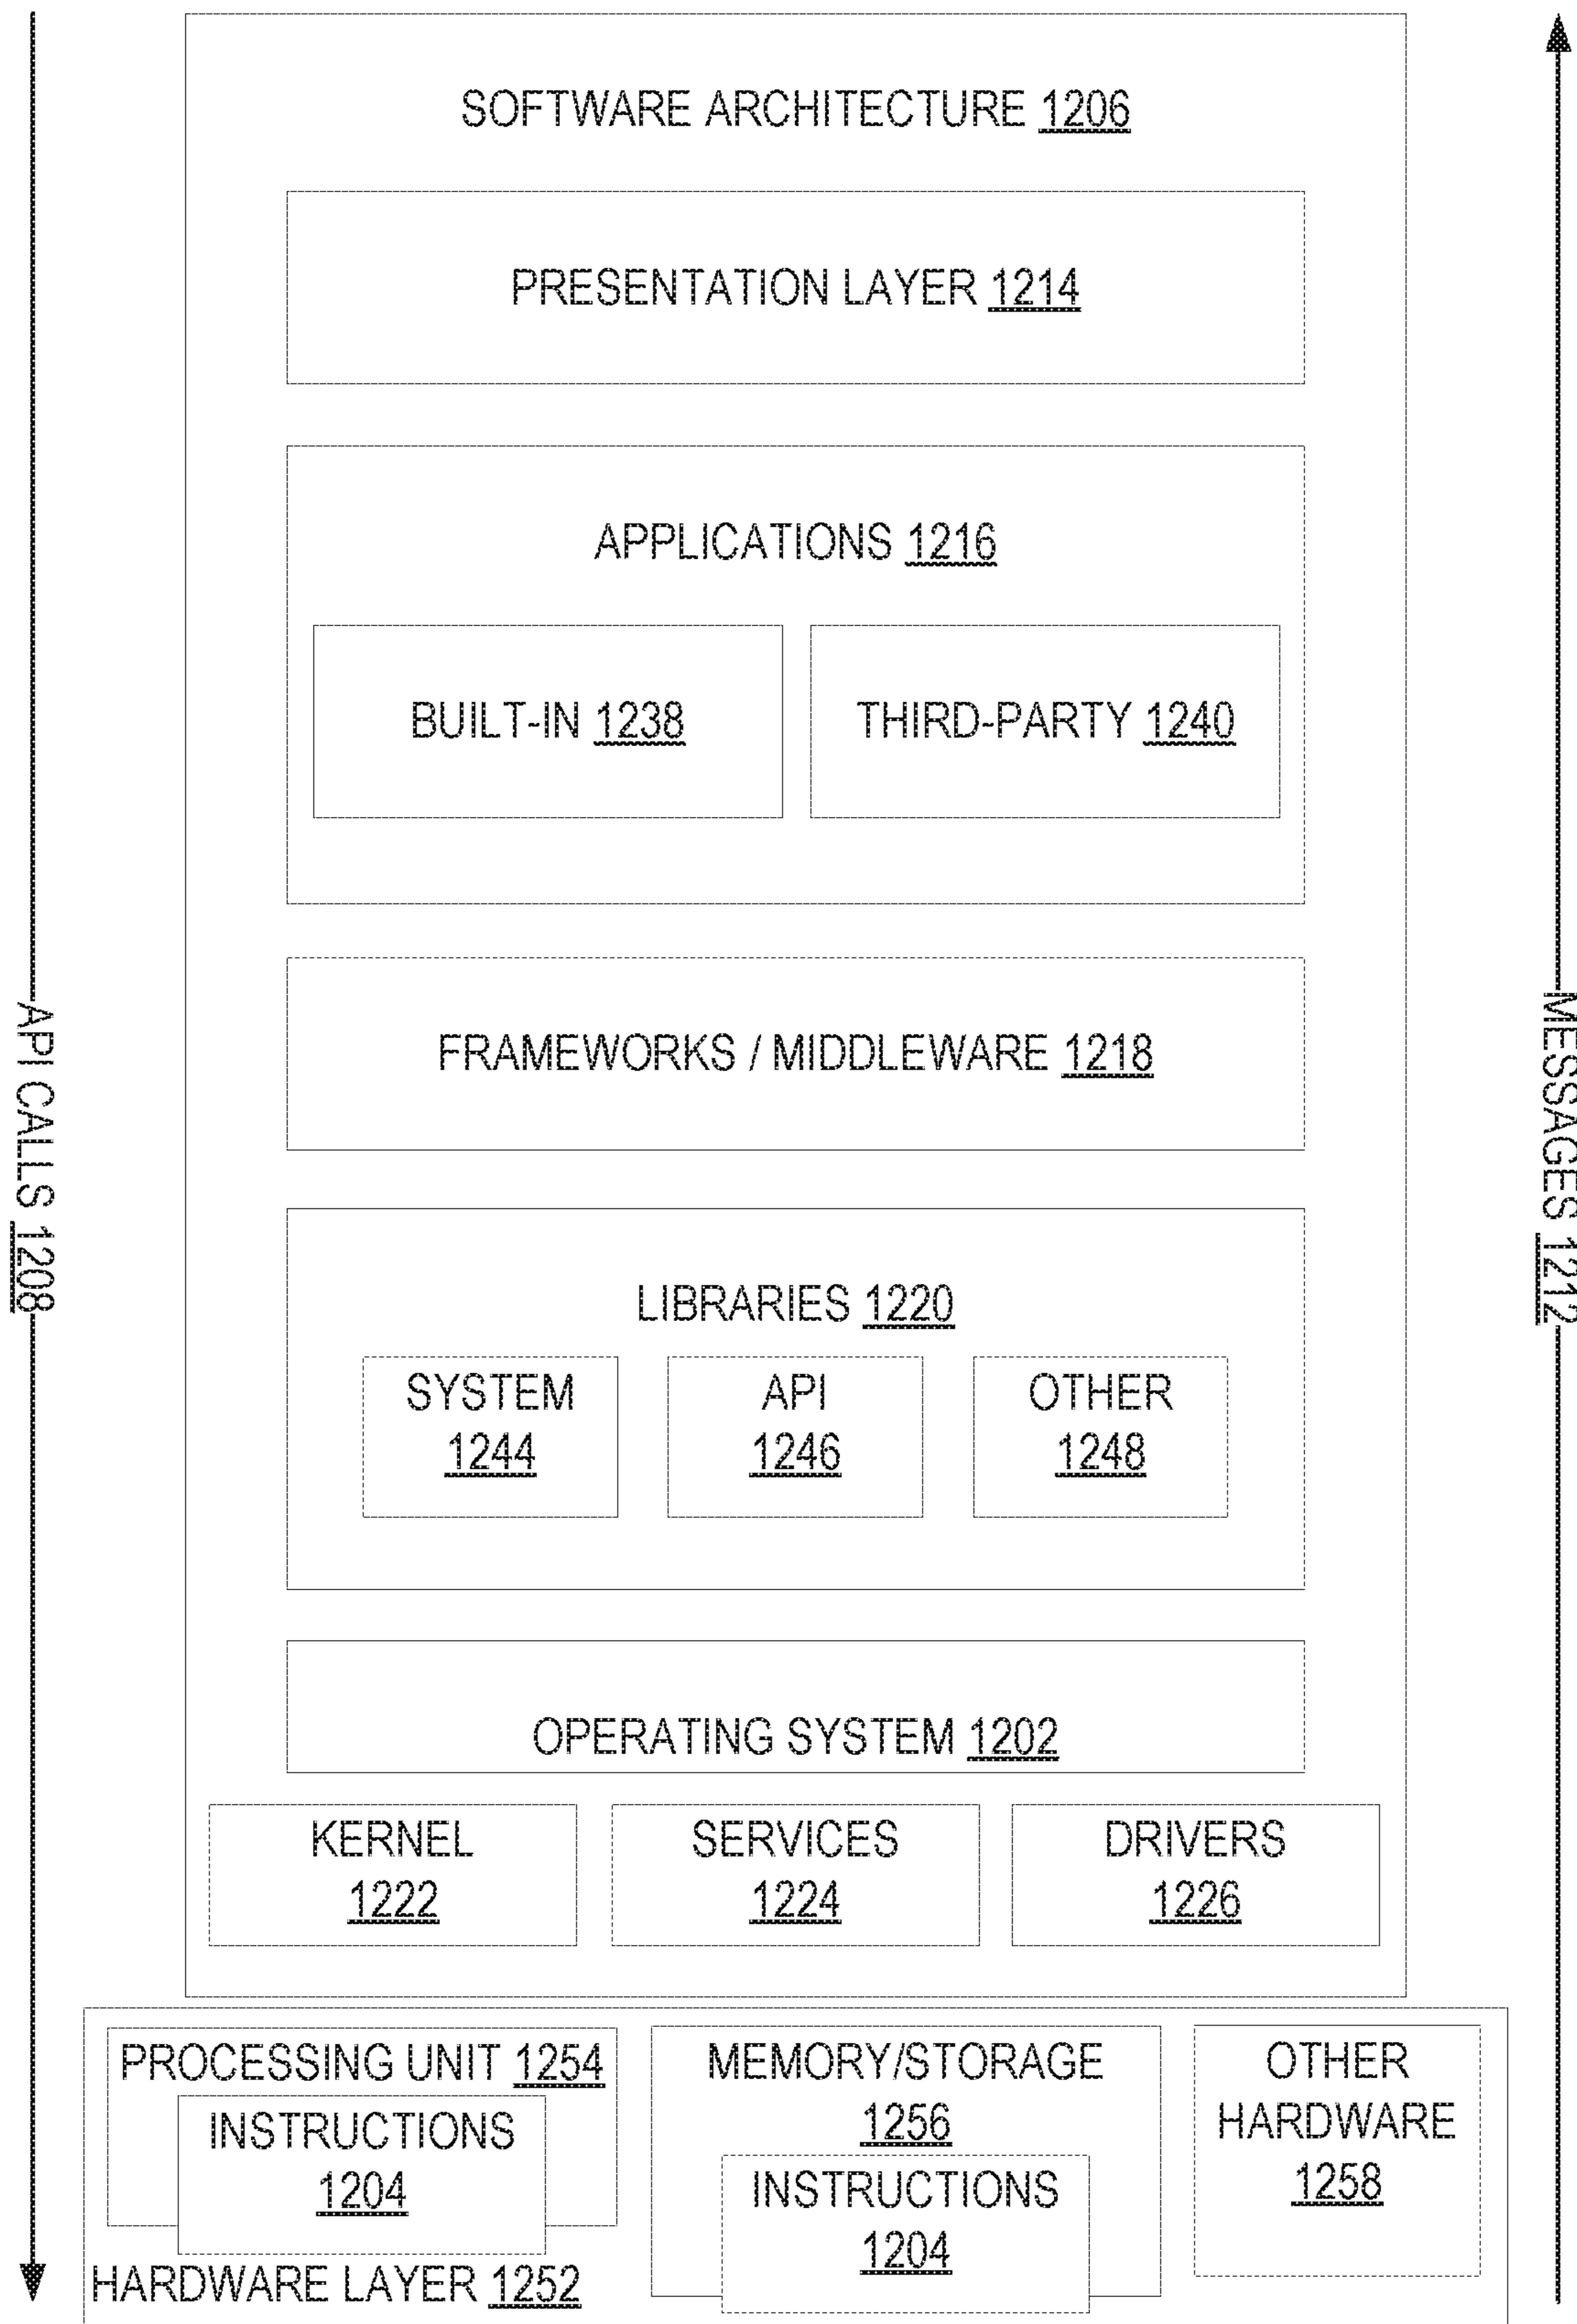 SOFTWARE ARCHITECTURE 1206
PRESENTATION LAYER 1214
APPLICATIONS 1216
BUILT-IN 1238
THIRD-PARTY 1240
FRAMEWORKS / MIDDLEWARE 1218
API CALLS 1208
MESSAGES 1212
LIBRARIES 1220
SYSTEM
1244
API
1246
OTHER
1248
OPERATING SYSTEM 1202
KERNEL
1222
SERVICES
1224
DRIVERS
1226
PROCESSING UNIT 1254
INSTRUCTIONS
1204
MEMORY/STORAGE
1256
INSTRUCTIONS
1204
OTHER
HARDWARE
1258
HARDWARE LAYER 1252